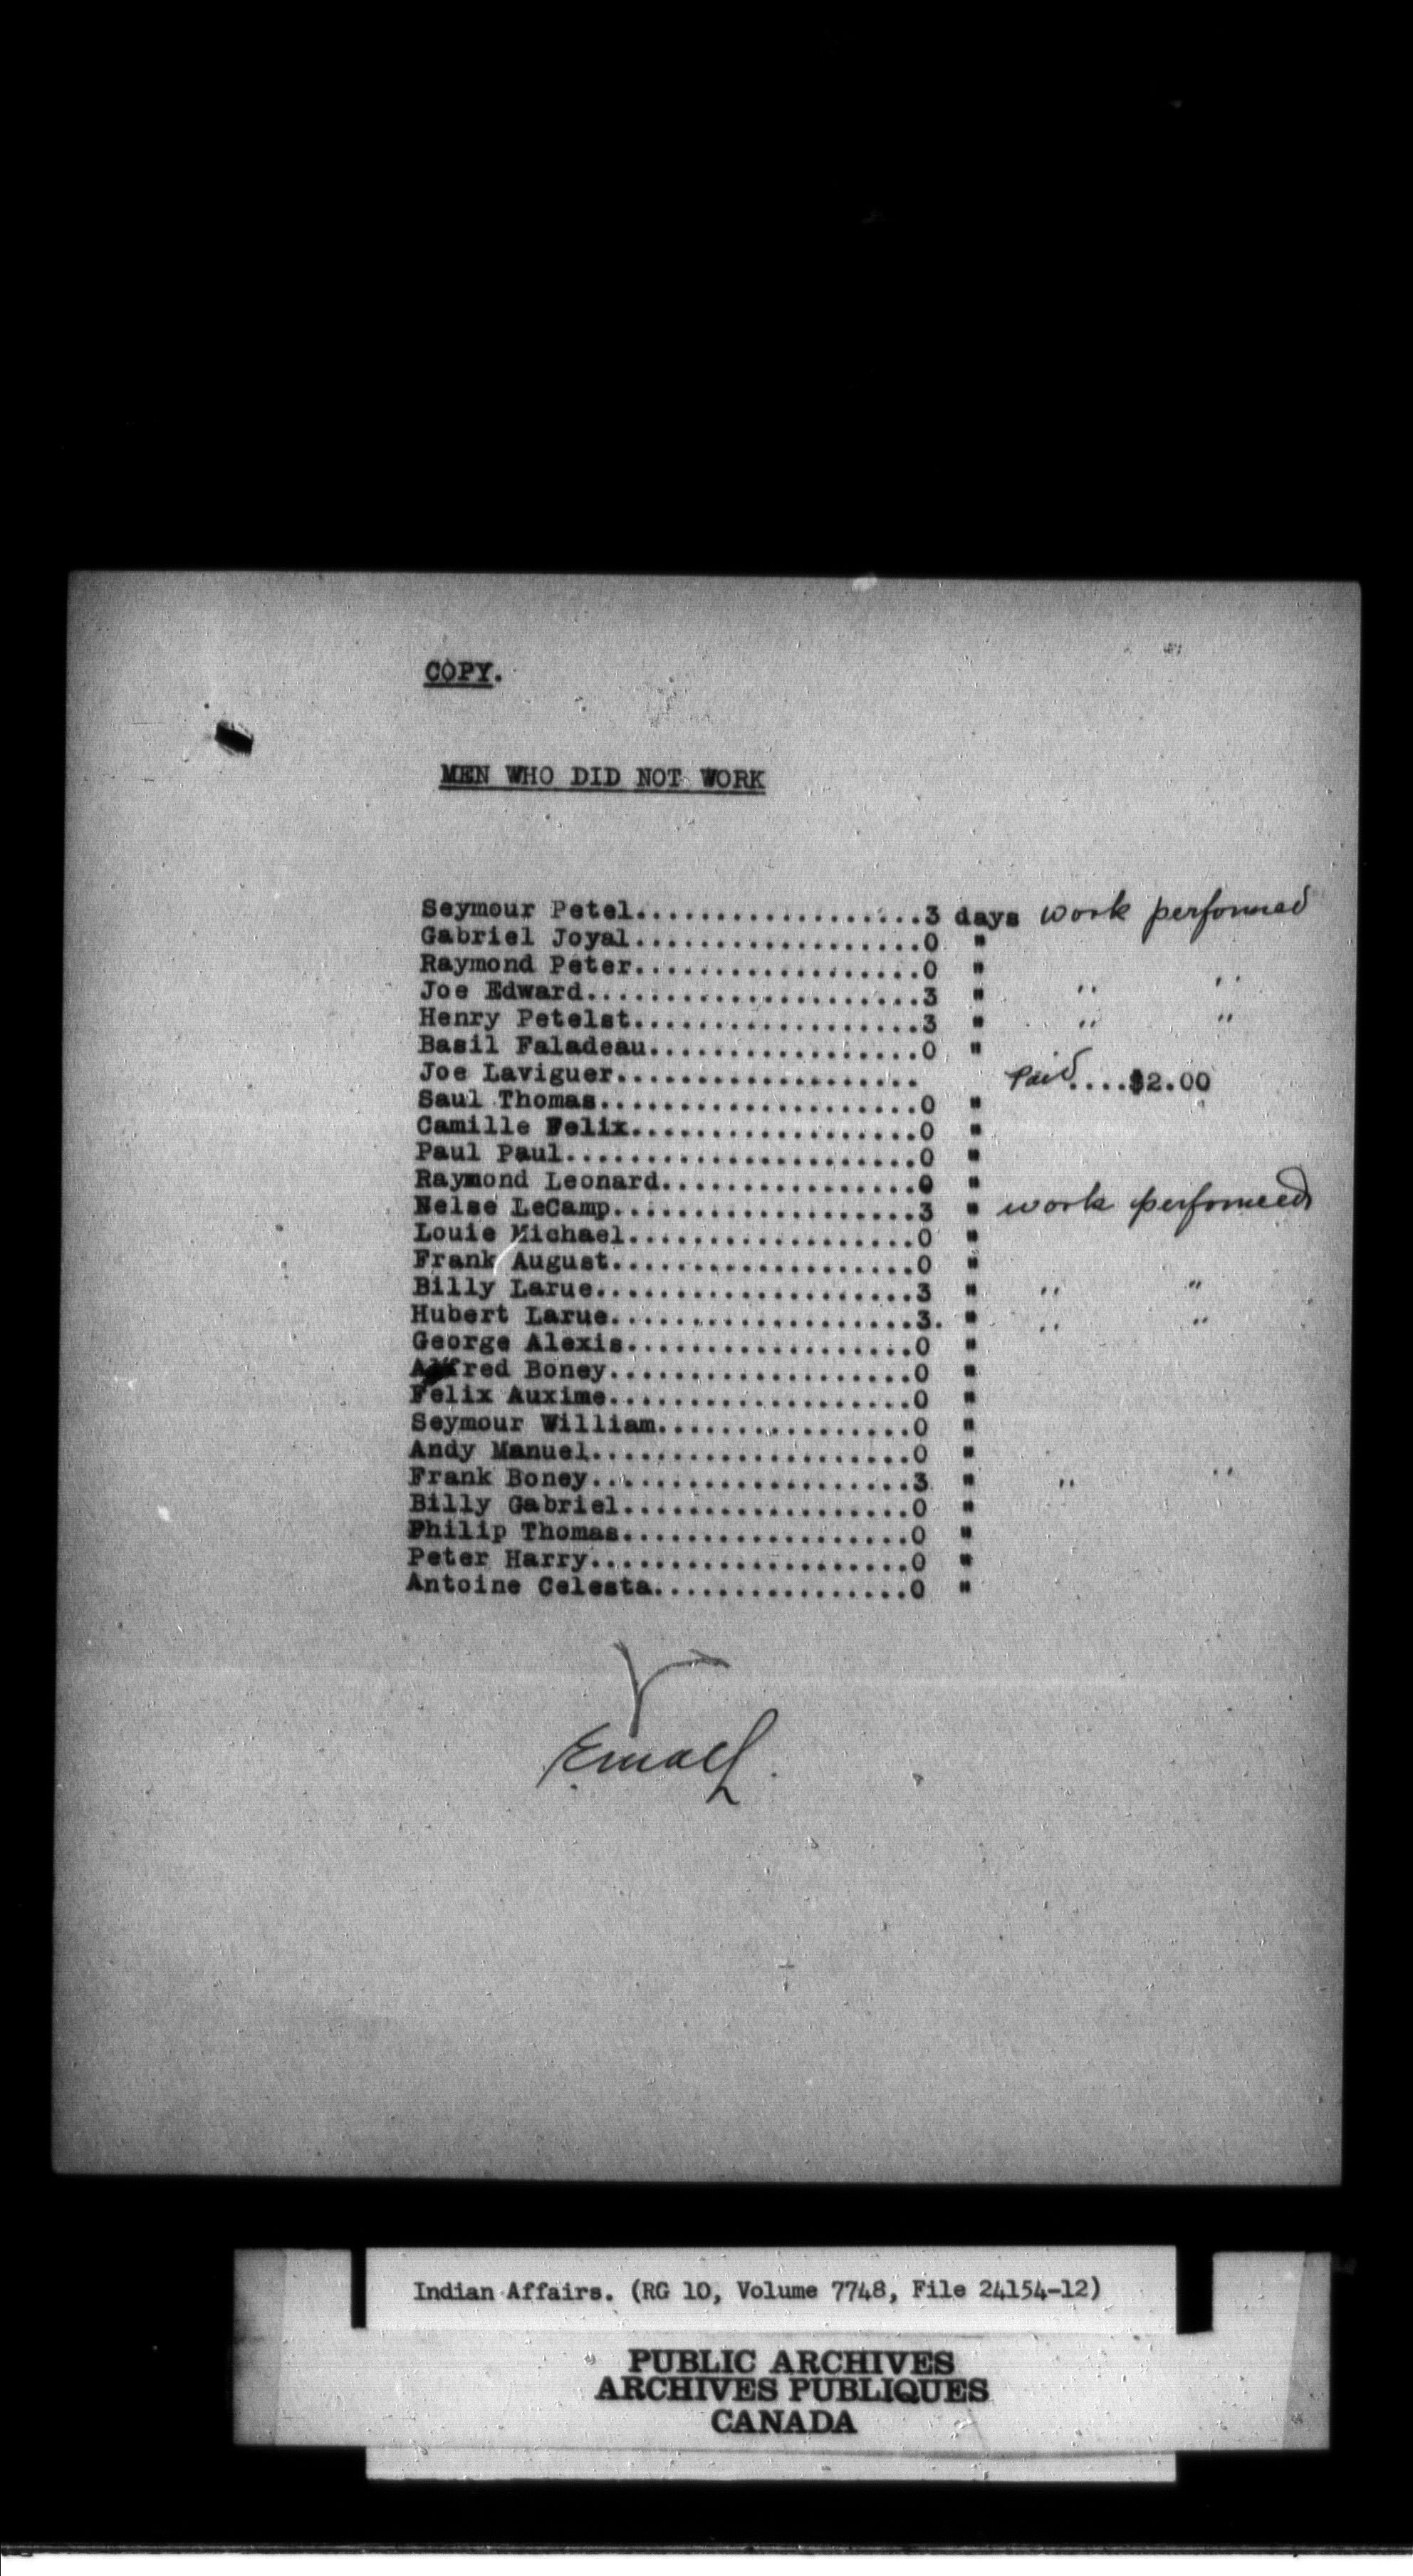 COPY.
MEN WHO DID NOT WORK
Seymour Petel..................3 days work performed
Gabriel Joyal..................0 "
Raymond Peter..................0 "
Joe Edward.....................3 " " "
Henry Petelst..................3 " " "
Basil Faladeau.................0 "
Joe Laviguer................... Paid....$2.00
Saul Thomas....................0 "
Camille Felix..................0 "
Paul Paul......................0 "
Raymond Leonard................0 "
Nelse LeCamp...................3 " work performed
Louie Michael..................0 "
Frank August...................0 "
Billy Larue....................3 " " "
Hubert Larue...................3. " " "
George Alexis..................0 "
Alfred Boney...................0 "
Felix Auxime...................0 "
Seymour William................0 "
Andy Manuel....................0 "
Frank Boney....................3 " " "
Billy Gabriel..................0 "
Philip Thomas..................0 "
Peter Harry....................0 "
Antoine Celesta................0 "
Indian Affairs. (RG 10, Volume 7748, File 24154-12)
PUBLIC ARCHIVES
ARCHIVES PUBLIQUES
CANADA